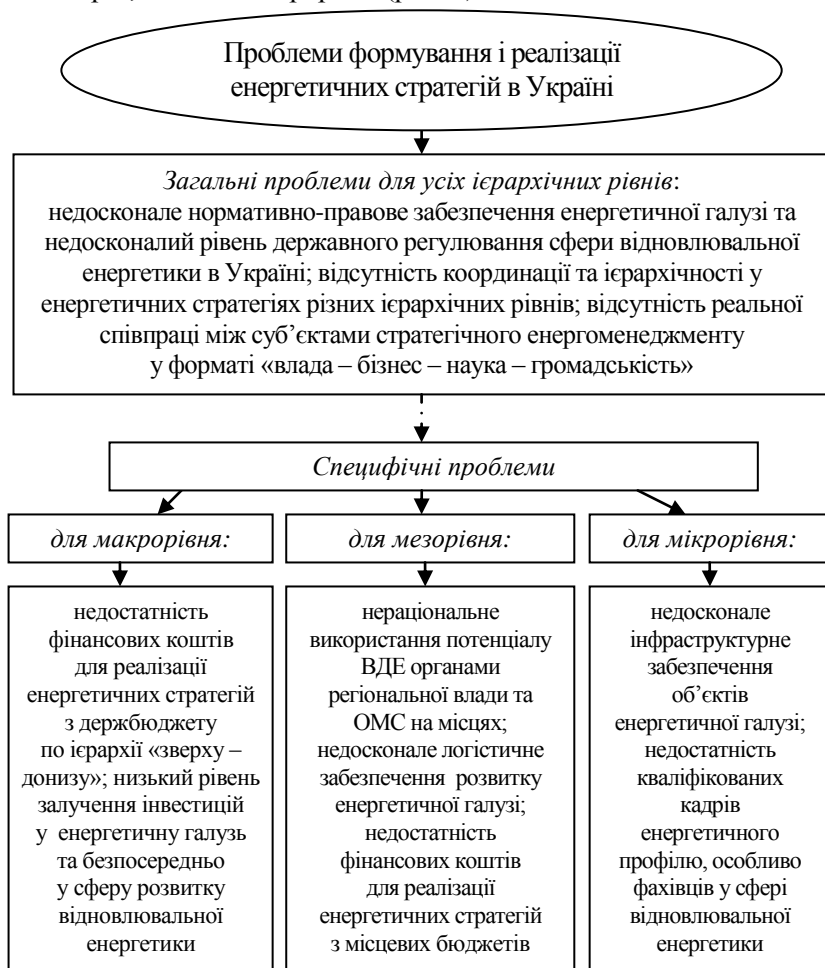 Проблеми формування і реалізації
енергетичних стратегій в Україні
Загальні проблеми для усіх ієрархічних рівнів:
недосконале нормативно-правове забезпечення енергетичної галузі та
недосконалий рівень державного регулювання сфери відновлювальної
енергетики в Україні; відсутність координації та ієрархічності у
енергетичних стратегіях різних ієрархічних рівнів; відсутність реальної
співпраці між суб’єктами стратегічного енергоменеджменту
у форматі «влада – бізнес – наука – громадськість»
Специфічні проблеми
для макрорівня:
недостатність
фінансових коштів
для реалізації
енергетичних стратегій
з держбюджету
по ієрархії «зверху –
донизу»; низький рівень
залучення інвестицій
у енергетичну галузь
та безпосередньо
у сферу розвитку
відновлювальної
енергетики
для мезорівня:
нераціональне
використання потенціалу
ВДЕ органами
регіональної влади та
ОМС на місцях;
недосконале логістичне
забезпечення розвитку
енергетичної галузі;
недостатність
фінансових коштів
для реалізації
енергетичних стратегій
з місцевих бюджетів
для мікрорівня:
недосконале
інфраструктурне
забезпечення
об’єктів
енергетичної галузі;
недостатність
кваліфікованих
кадрів
енергетичного
профілю, особливо
фахівців у сфері
відновлювальної
енергетики